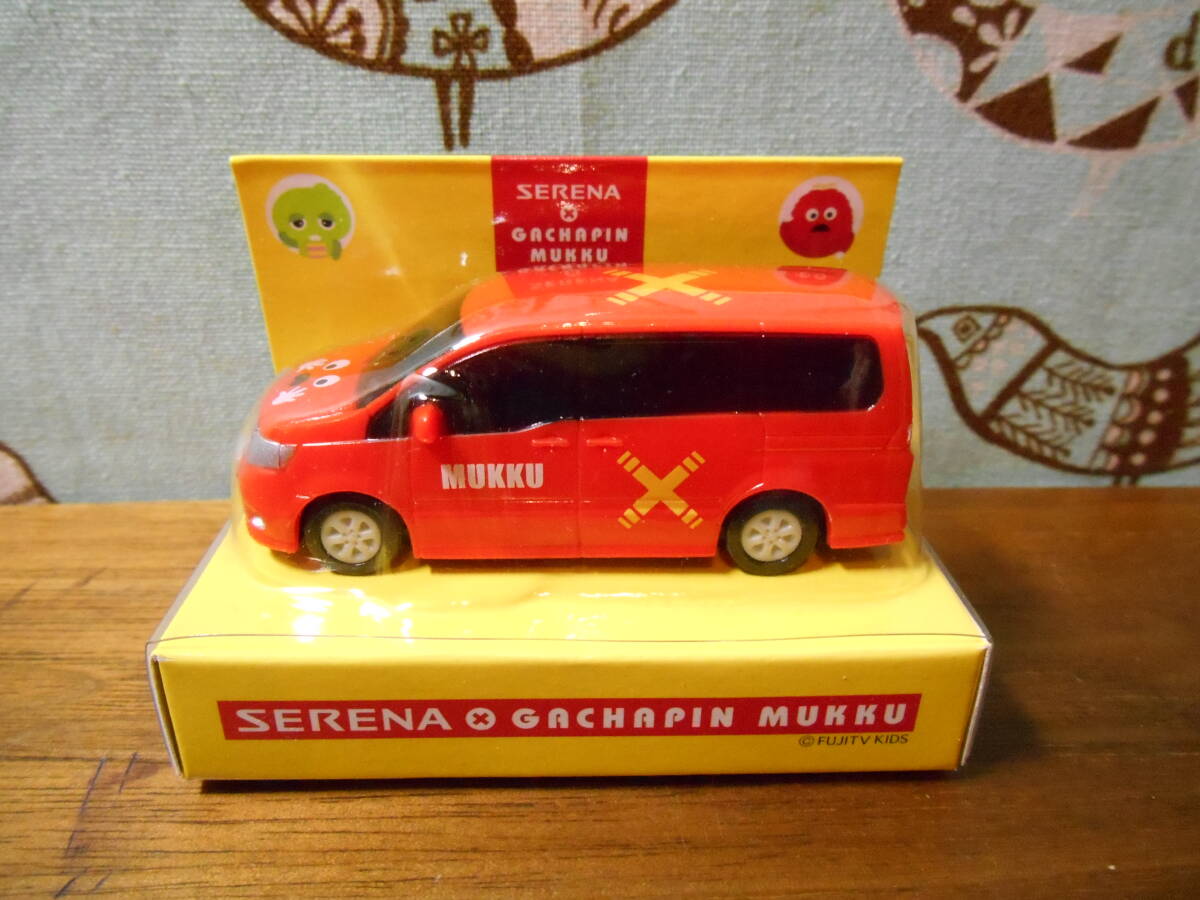 SERENA
×
GACHAPIN
MUKKU
MUKKU
SERENA × GACHAPIN MUKKU
© FUJITV KIDS